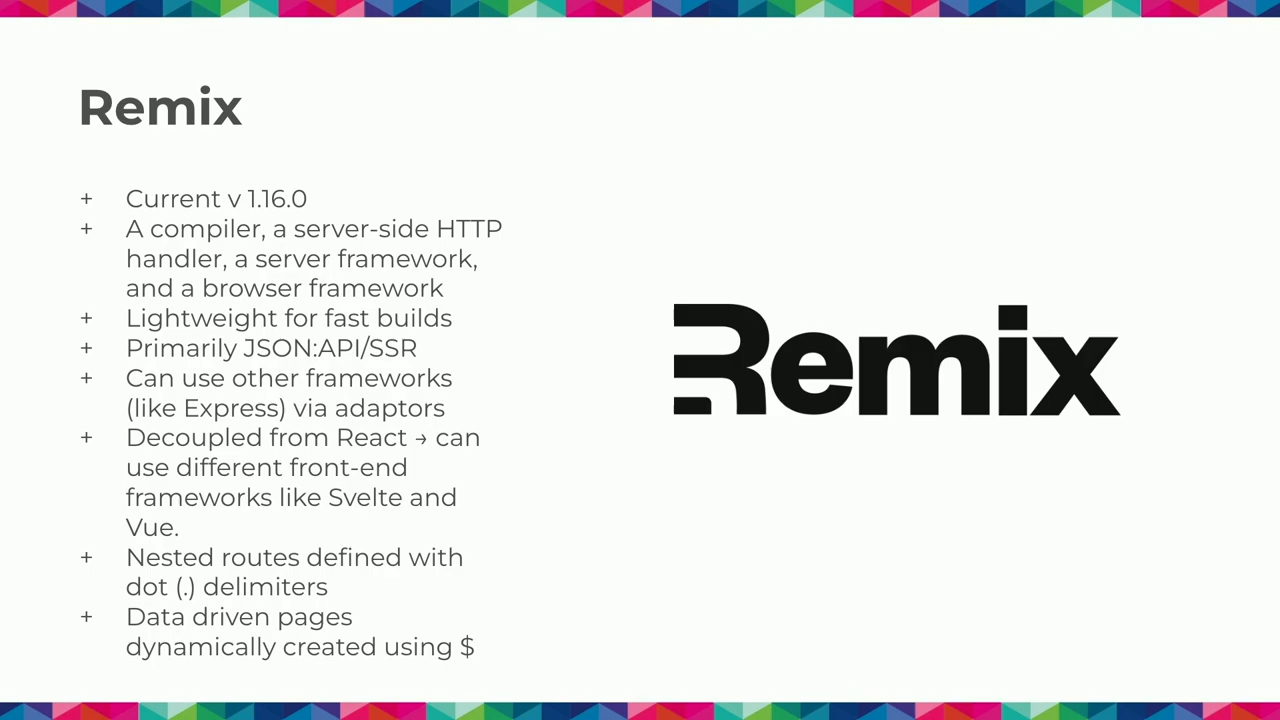 Remix
+ Current v 1.16.0
+ A compiler, a server-side HTTP
handler, a server framework,
and a browser framework
+ Lightweight for fast builds
+ Primarily JSON:API/SSR
+ Can use other frameworks
(like Express) via adaptors
+ Decoupled from React → can
use different front-end
frameworks like Svelte and
Vue.
+ Nested routes defined with
dot (.) delimiters
+ Data driven pages
dynamically created using $
Remix